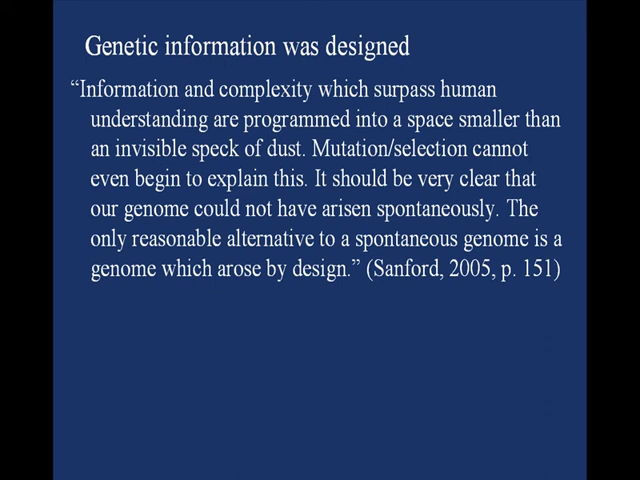 Genetic information was designed
“Information and complexity which surpass human
understanding are programmed into a space smaller than
an invisible speck of dust. Mutation/selection cannot
even begin to explain this. It should be very clear that
our genome could not have arisen spontaneously. The
only reasonable alternative to a spontaneous genome is a
genome which arose by design.” (Sanford, 2005, p. 151)